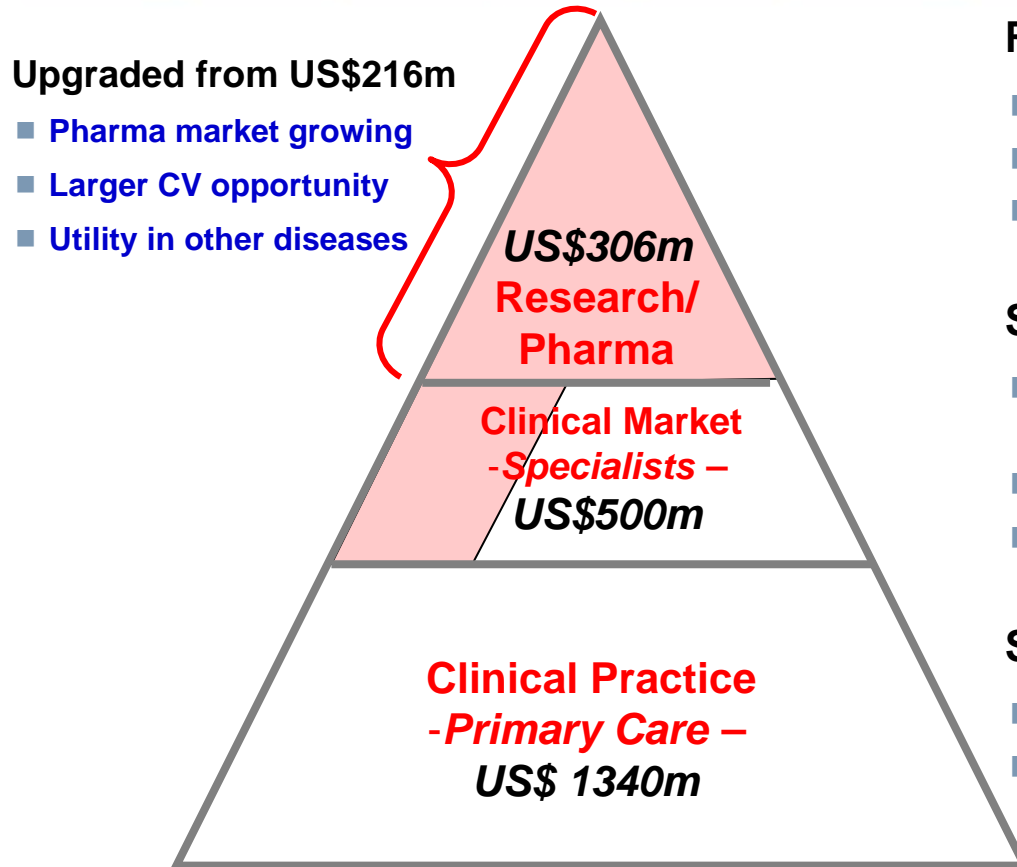 Upgraded from US$216m
Pharma market growing
Larger CV opportunity
Utility in other diseases
US$306m
Research/
Pharma
Clinical Market
-Specialists –
US$500m
Clinical Practice
-Primary Care –
US$ 1340m